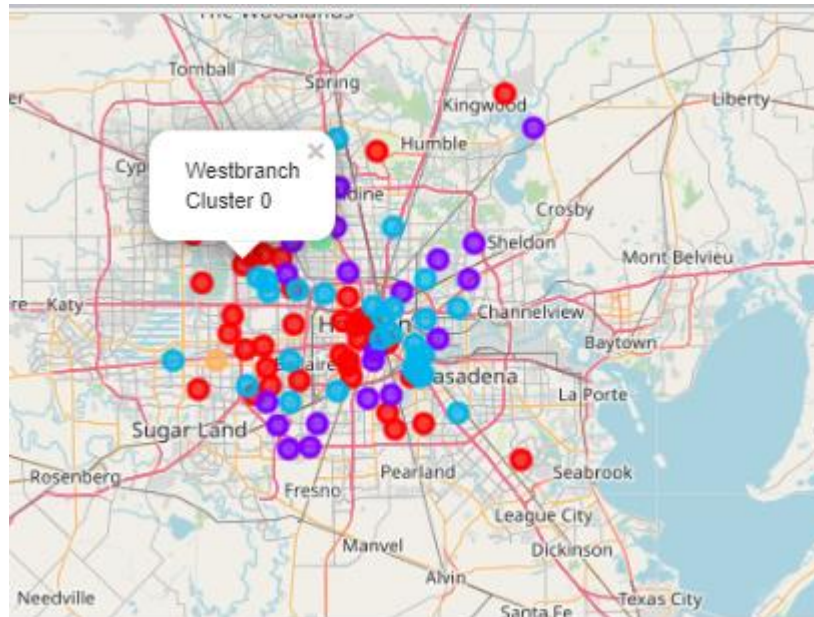 The Woodlands
Tomball
Spring
Kingwood
Liberty
Humble
Westbranch
Cluster 0
×
Crosby
Sheldon
Mont Belvieu
Katy
Channelview
Baytown
asadena
La Porte
Sugar Land
Rosenberg
Pearland
Seabrook
Fresno
League City
Manvel
Dickinson
Alvin
Needville
Santa Fe
Texas City